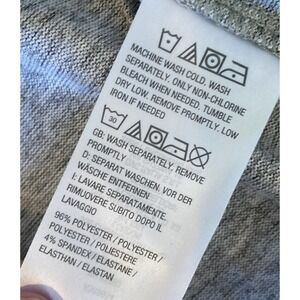 MACHINE WASH COLD, WASH
SEPARATELY, ONLY NON-CHLORINE
BLEACH WHEN NEEDED, TUMBLE
DRY LOW. REMOVE PROMPTLY. LOW
IRON IF NEEDED
30
GB: WASH SEPARATELY, REMOVE
PROMPTLY
D: SEPARAT WASCHEN, VOR DER
WÄSCHE ENTFERNEN
I: LAVARE SEPARATAMENTE.
RIMUOVERE SUBITO DOPO IL
LAVAGGIO
96% POLYESTER / POLYESTER /
POLYESTER / POLIESTERE
4% SPANDEX / ELASTANE /
ELASTHAN / ELASTAN